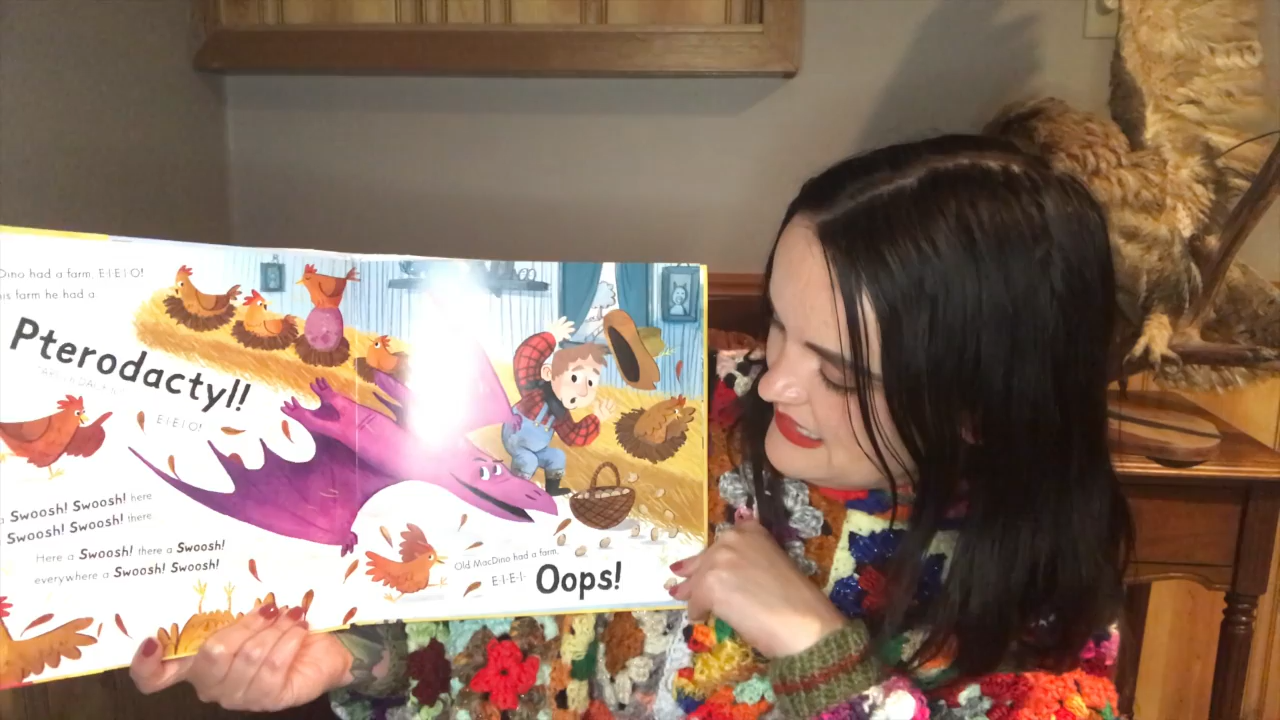 Dino had a farm, E-I-E-I O!
his farm he had a
Pterodactyl!
E-I-E-I O!
a Swoosh! Swoosh! here
Swoosh! Swoosh! there.
Here a Swoosh! there a Swoosh!
everywhere a Swoosh! Swoosh!
Old MacDino had a farm,
E-I-E-I- Oops!